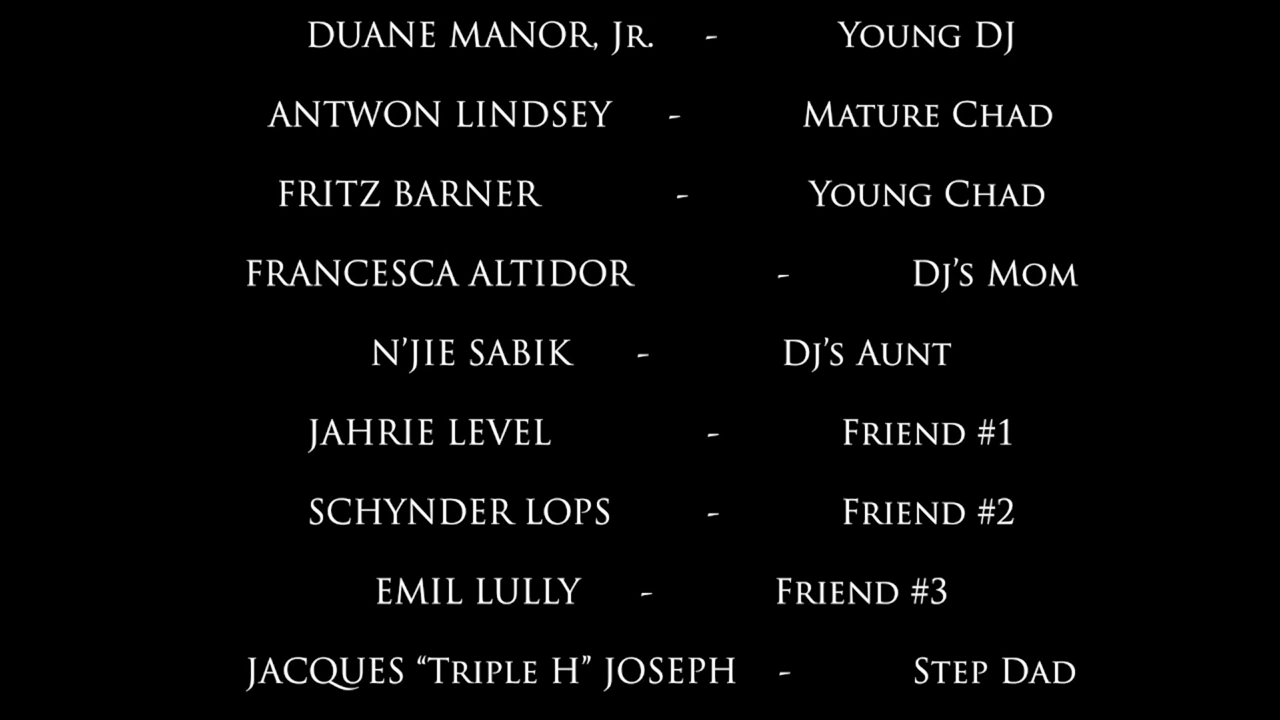 DUANE MANOR, Jr. - Young DJ
ANTWON LINDSEY - Mature Chad
FRITZ BARNER - Young Chad
FRANCESCA ALTIDOR - Dj’s Mom
N’JIE SABIK - Dj’s Aunt
JAHRIE LEVEL - Friend #1
SCHYNDER LOPS - Friend #2
EMIL LULLY - Friend #3
JACQUES “Triple H” JOSEPH - Step Dad